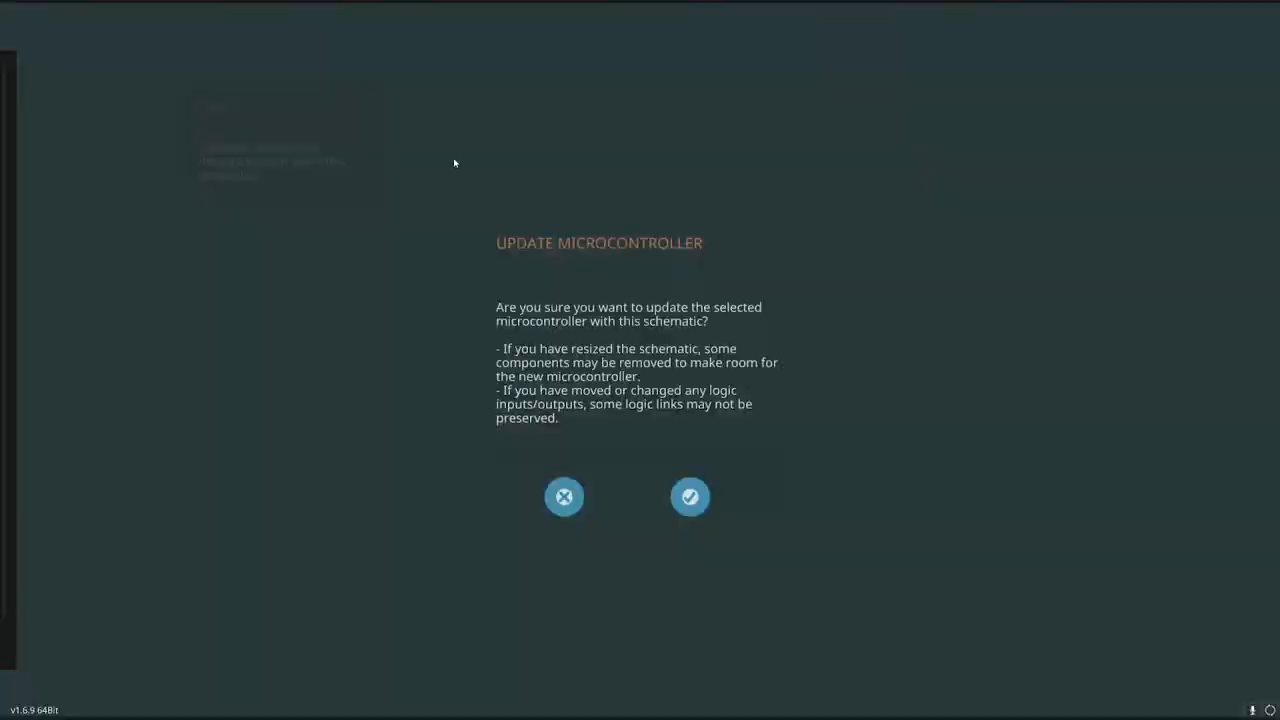 UPDATE MICROCONTROLLER
Are you sure you want to update the selected
microcontroller with this schematic?
- If you have resized the schematic, some
components may be removed to make room for
the new microcontroller.
- If you have moved or changed any logic
inputs/outputs, some logic links may not be
preserved.
v1.6.9 64Bit